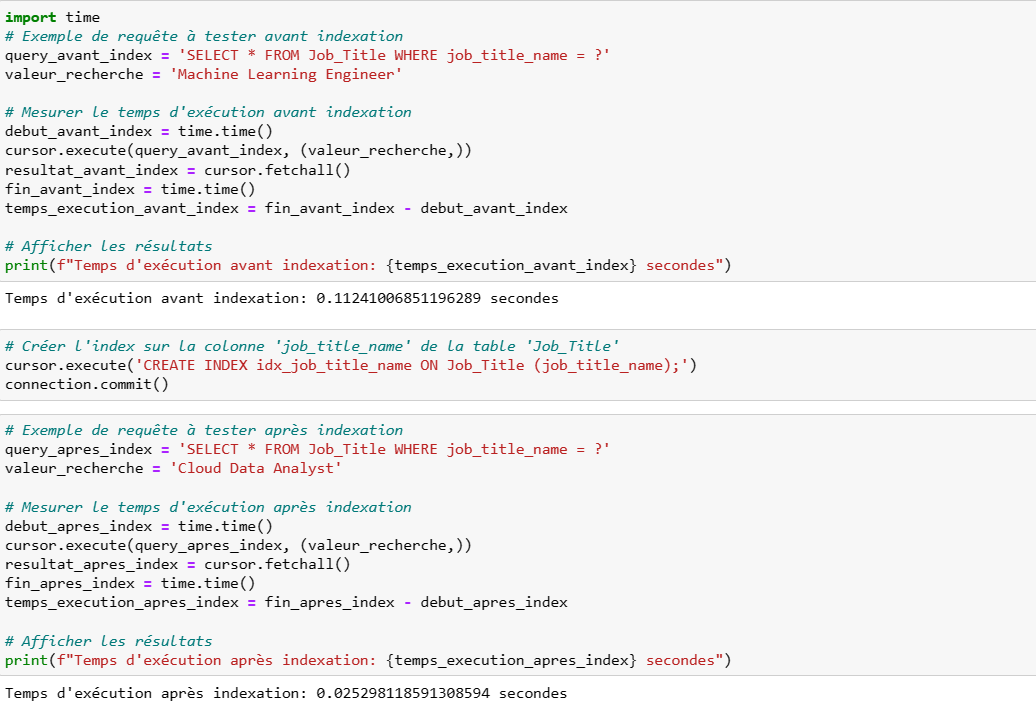 import time
# Exemple de requête à tester avant indexation
query_avant_index = 'SELECT * FROM Job_Title WHERE job_title_name = ?'
valeur_recherche = 'Machine Learning Engineer'
# Mesurer le temps d'exécution avant indexation
debut_avant_index = time.time()
cursor.execute(query_avant_index, (valeur_recherche,))
resultat_avant_index = cursor.fetchall()
fin_avant_index = time.time()
temps_execution_avant_index = fin_avant_index - debut_avant_index
# Afficher les résultats
print(f"Temps d'exécution avant indexation: {temps_execution_avant_index} secondes")
Temps d'exécution avant indexation: 0.11241006851196289 secondes
# Créer l'index sur la colonne 'job_title_name' de la table 'Job_Title'
cursor.execute('CREATE INDEX idx_job_title_name ON Job_Title (job_title_name);')
connection.commit()
# Exemple de requête à tester après indexation
query_apres_index = 'SELECT * FROM Job_Title WHERE job_title_name = ?'
valeur_recherche = 'Cloud Data Analyst'
# Mesurer le temps d'exécution après indexation
debut_apres_index = time.time()
cursor.execute(query_apres_index, (valeur_recherche,))
resultat_apres_index = cursor.fetchall()
fin_apres_index = time.time()
temps_execution_apres_index = fin_apres_index - debut_apres_index
# Afficher les résultats
print(f"Temps d'exécution après indexation: {temps_execution_apres_index} secondes")
Temps d'exécution après indexation: 0.025298118591308594 secondes